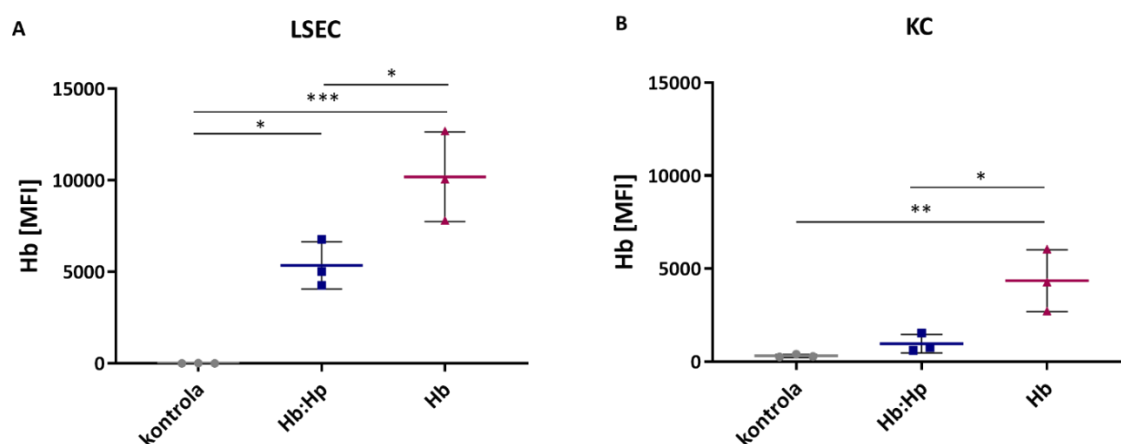 A
LSEC
Hb [MFI]
15000
10000
5000
0
*
***
*
kontrola
Hb:Hp
Hb
B
KC
Hb [MFI]
15000
10000
5000
0
*
**
kontrola
Hb:Hp
Hb